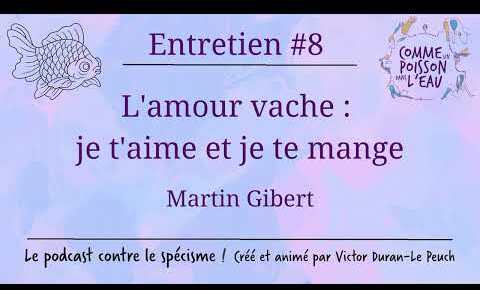 Entretien #8
COMME UN
POISSON
DANS
L'EAU
L'amour vache :
je t'aime et je te mange
Martin Gibert
Le podcast contre le spécisme ! Créé et animé par Victor Duran-Le Peuch